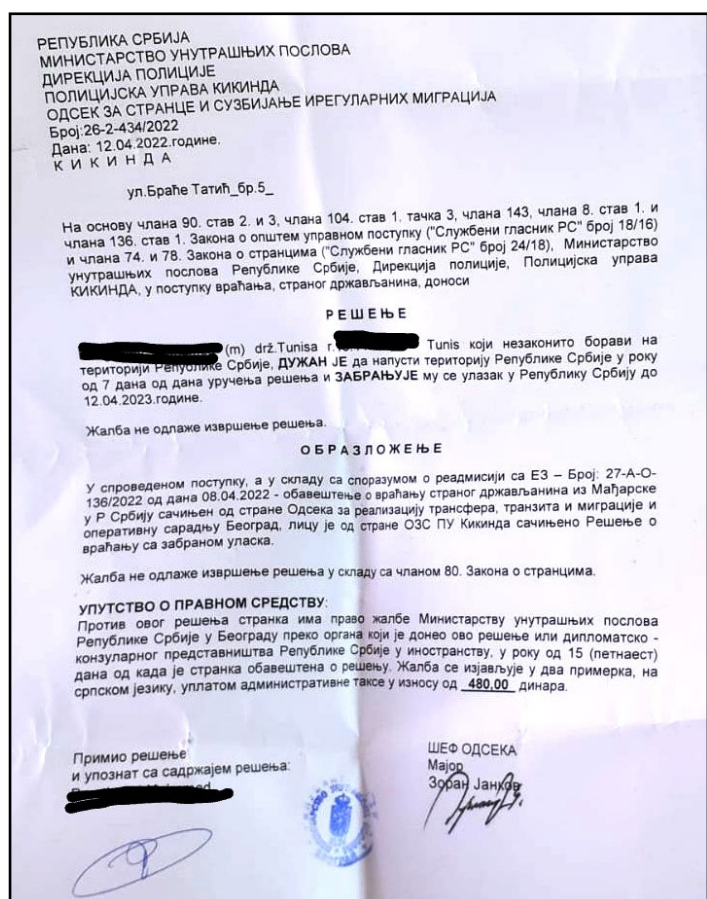 РЕПУБЛИКА СРБИЈА
МИНИСТАРСТВО УНУТРАШЊИХ ПОСЛОВА
ДИРЕКЦИЈА ПОЛИЦИЈЕ
ПОЛИЦИЈСКА УПРАВА КИКИНДА
ОДСЕК ЗА СТРАНЦЕ И СУЗБИЈАЊЕ ИРЕГУЛАРНИХ МИГРАЦИЈА
Број:26-2-434/2022
Дана: 12.04.2022.године.
К И К И Н Д А
ул.Браће Татић_бр.5_
На основу члана 90. став 2. и 3, члана 104. став 1. тачка 3, члана 143, члана 8. став 1. и
члана 136. став 1. Закона о општем управном поступку ("Службени гласник РС" број 18/16)
и члана 74. и 78. Закона о странцима ("Службени гласник РС" број 24/18), Министарство
унутрашњих послова Републике Србије, Дирекција полиције, Полицијска управа
КИКИНДА, у поступку враћања, страног држављанина, доноси
Р Е Ш Е Њ Е
(m) drž.Tunisa r. Tunis који незаконито борави на
територији Републике Србије, ДУЖАН ЈЕ да напусти територију Републике Србије у року
од 7 дана од дана уручења решења и ЗАБРАЊУЈЕ му се улазак у Републику Србију до
12.04.2023.године.
Жалба не одлаже извршење решења.
О Б Р А З Л О Ж Е Њ Е
У спроведеном поступку, а у складу са споразумом о реадмисији са ЕЗ – Број: 27-А-О-
136/2022 од дана 08.04.2022 - обавештење о враћању страног држављанина из Мађарске
у Р Србију сачињен од стране Одсека за реализацију трансфера, транзита и миграције и
оперативну сарадњу Београд, лицу је од стране ОЗС ПУ Кикинда сачињено Решење о
враћању са забраном уласка.
Жалба не одлаже извршење решења у складу са чланом 80. Закона о странцима.
УПУТСТВО О ПРАВНОМ СРЕДСТВУ:
Против овог решења странка има право жалбе Министарству унутрашњих послова
Републике Србије у Београду преко органа који је донео ово решење или дипломатско -
конзуларног представништва Републике Србије у иностранству, у року од 15 (петнаест)
дана од када је странка обавештена о решењу. Жалба се изјављује у два примерка, на
српском језику, уплатом административне таксе у износу од 480,00 динара.
Примио решење
и упознат са садржајем решења:
ШЕФ ОДСЕКА
Мајор
Зоран Јанков